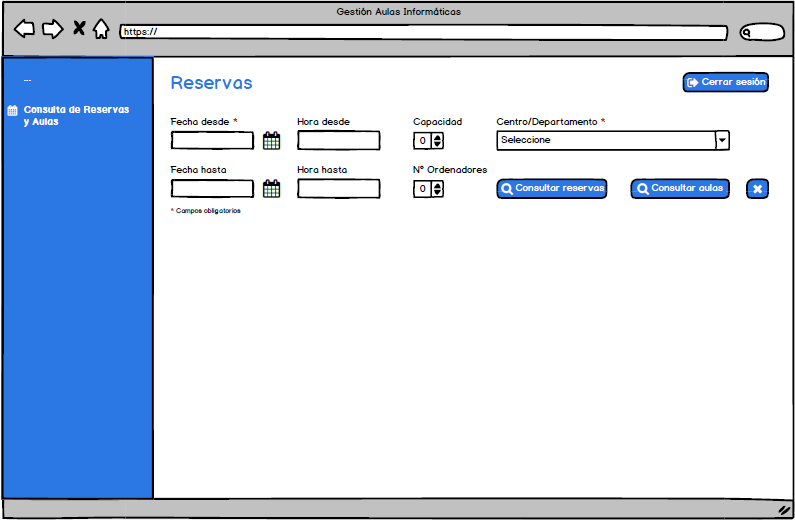 Gestión Aulas Informáticas
https://
...
Consulta de Reservas
y Aulas
Reservas
Cerrar sesión
Fecha desde *
Hora desde
Capacidad
Centro/Departamento *
0
Seleccione
Fecha hasta
Hora hasta
Nº Ordenadores
0
Consultar reservas
Consultar aulas
* Campos obligatorios